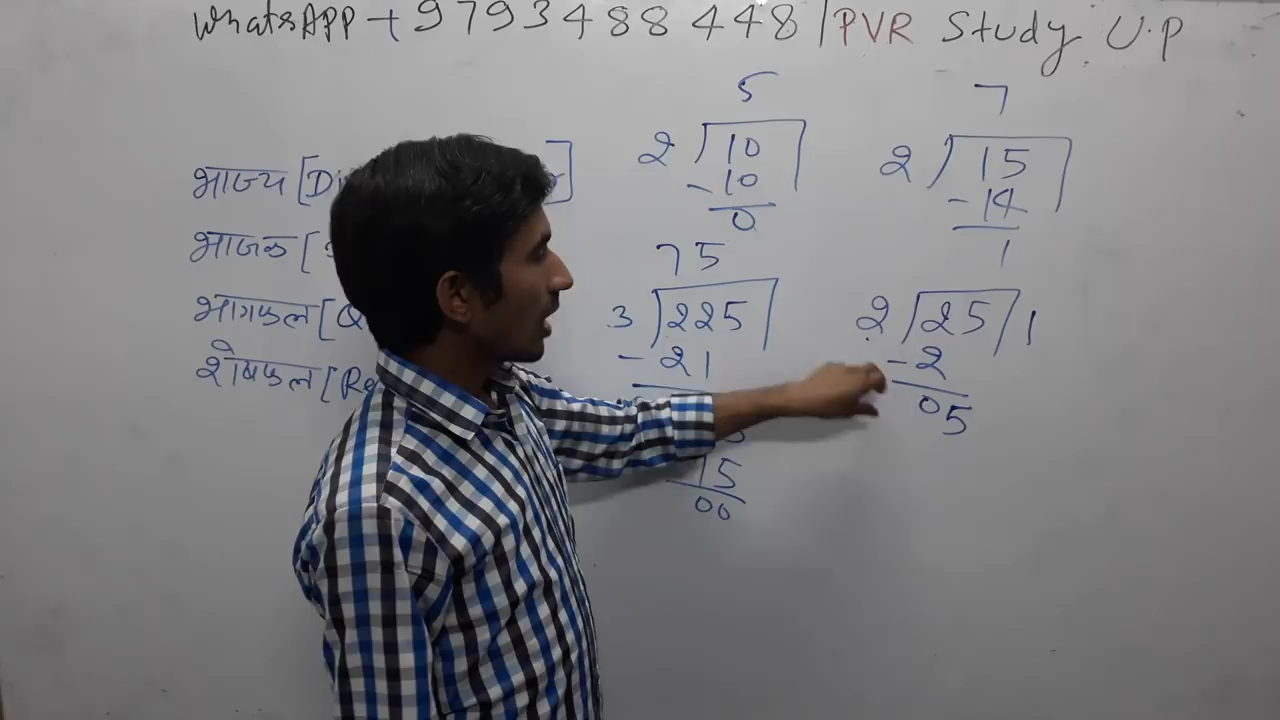 WhatsAPP + 9793488448 | PVR Study U.P
भाज्य [Di
भाजक [
भागफल [Q
शेषफल [Re
5
2 10
- 10
0
7
2 15
- 14
1
75
3 225
- 21
15
00
2 25 1
- 2
05